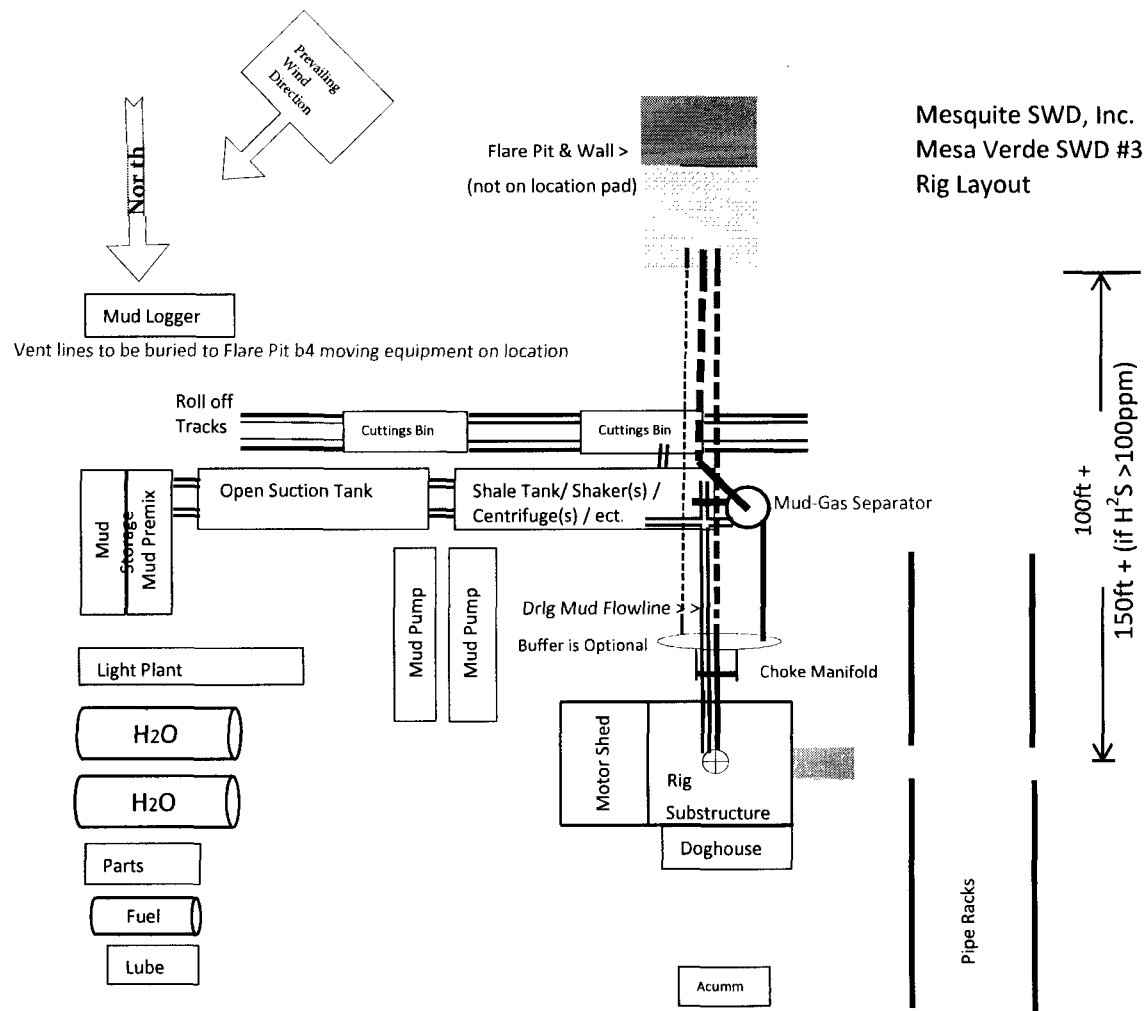 Prevailing
Wind
Direction
North
Mesquite SWD, Inc.
Mesa Verde SWD #3
Rig Layout
Flare Pit & Wall >
(not on location pad)
Mud Logger
Vent lines to be buried to Flare Pit b4 moving equipment on location
Roll off
Tracks
Cuttings Bin
Cuttings Bin
100ft +
150ft + (if H²S >100ppm)
Mud
Storage
Mud Premix
Open Suction Tank
Shale Tank/ Shaker(s) /
Centrifuge(s) / ect.
Mud-Gas Separator
Mud Pump
Mud Pump
Drlg Mud Flowline > >
Buffer is Optional
Choke Manifold
Light Plant
H2O
H2O
Motor Shed
Rig
Substructure
Doghouse
Parts
Fuel
Lube
Pipe Racks
Acumm